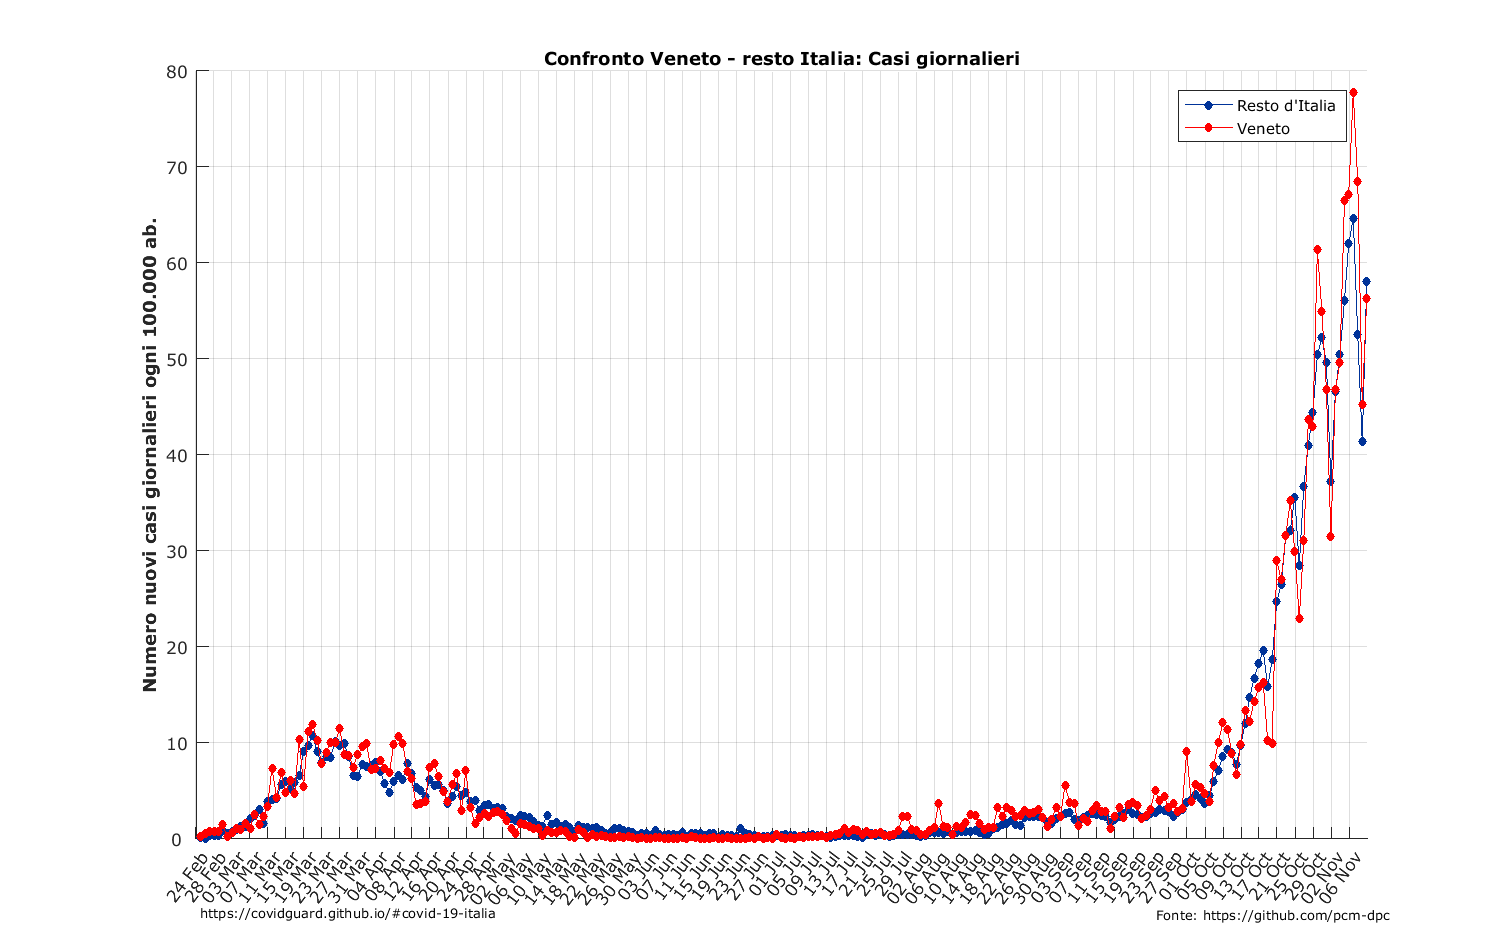 Confronto Veneto - resto Italia: Casi giornalieri
Resto d'Italia
Veneto
Numero nuovi casi giornalieri ogni 100.000 ab.
80
70
60
50
40
30
20
10
0
24 Feb
28 Feb
03 Mar
07 Mar
11 Mar
15 Mar
19 Mar
23 Mar
27 Mar
31 Mar
04 Apr
08 Apr
12 Apr
16 Apr
20 Apr
24 Apr
28 Apr
02 May
06 May
10 May
14 May
18 May
22 May
26 May
30 May
03 Jun
07 Jun
11 Jun
15 Jun
19 Jun
23 Jun
27 Jun
01 Jul
05 Jul
09 Jul
13 Jul
17 Jul
21 Jul
25 Jul
29 Jul
02 Aug
06 Aug
10 Aug
14 Aug
18 Aug
22 Aug
26 Aug
30 Aug
03 Sep
07 Sep
11 Sep
15 Sep
19 Sep
23 Sep
27 Sep
01 Oct
05 Oct
09 Oct
13 Oct
17 Oct
21 Oct
25 Oct
29 Oct
02 Nov
06 Nov
https://covidguard.github.io/#covid-19-italia
Fonte: https://github.com/pcm-dpc